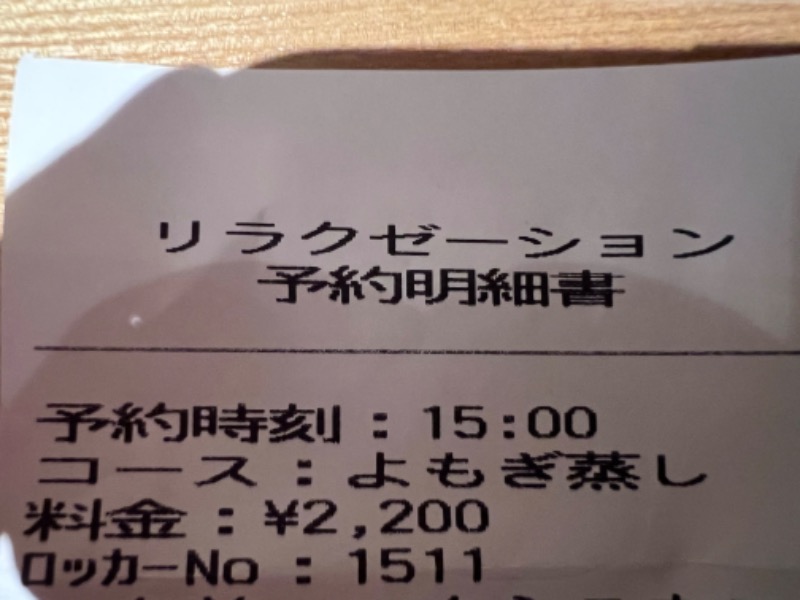 リラクゼーション
予約明細書
予約時刻：15:00
コース：よもぎ蒸し
料金：¥2,200
ロッカーNo：1511